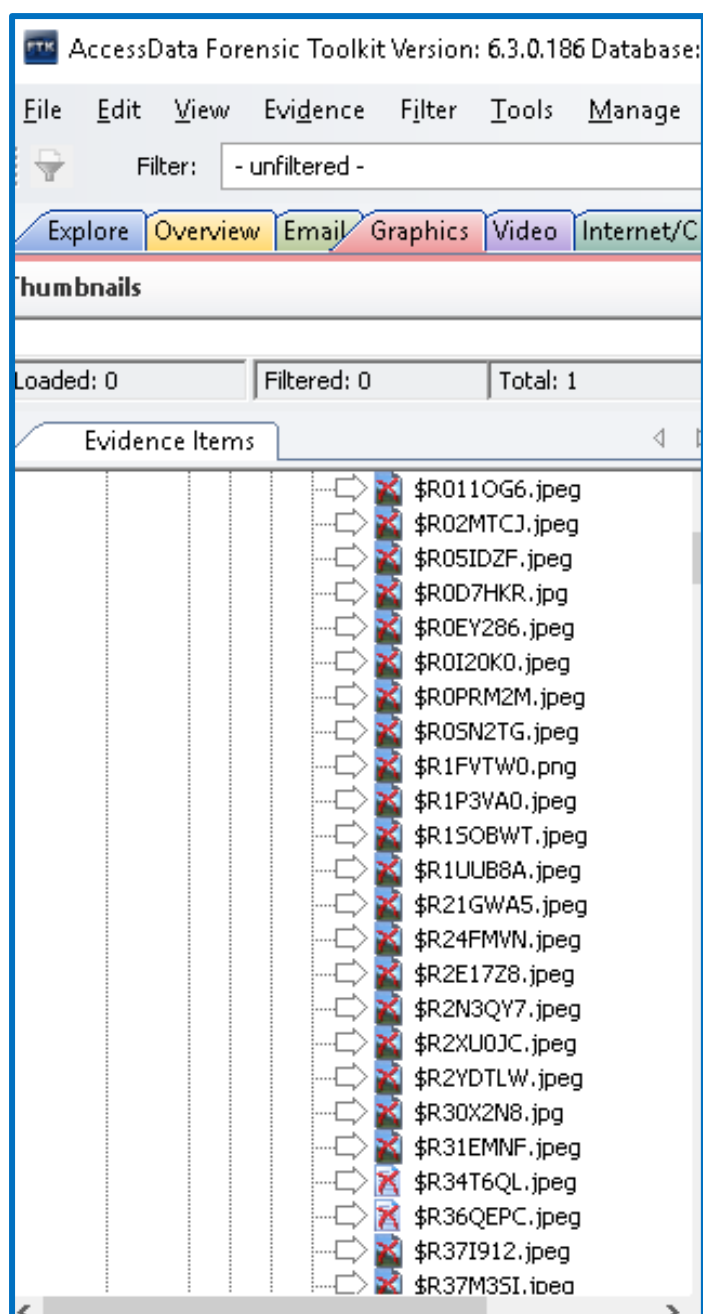 FTK AccessData Forensic Toolkit Version: 6.3.0.186 Database:
File Edit View Evidence Filter Tools Manage
Filter: - unfiltered -
Explore Overview Email Graphics Video Internet/C
Thumbnails
Loaded: 0 Filtered: 0 Total: 1
Evidence Items
$R011OG6.jpeg
$R02MTCJ.jpeg
$R05IDZF.jpeg
$R0D7HKR.jpg
$R0EY286.jpeg
$R0I20K0.jpeg
$R0PRM2M.jpeg
$R0SN2TG.jpeg
$R1FVTW0.png
$R1P3VA0.jpeg
$R1SOBWT.jpeg
$R1UUB8A.jpeg
$R21GWA5.jpeg
$R24FMVN.jpeg
$R2E17Z8.jpeg
$R2N3QY7.jpeg
$R2XU0JC.jpeg
$R2YDTLW.jpeg
$R30X2N8.jpg
$R31EMNF.jpeg
$R34T6QL.jpeg
$R36QEPC.jpeg
$R37I912.jpeg
$R37M3SI.jpeg